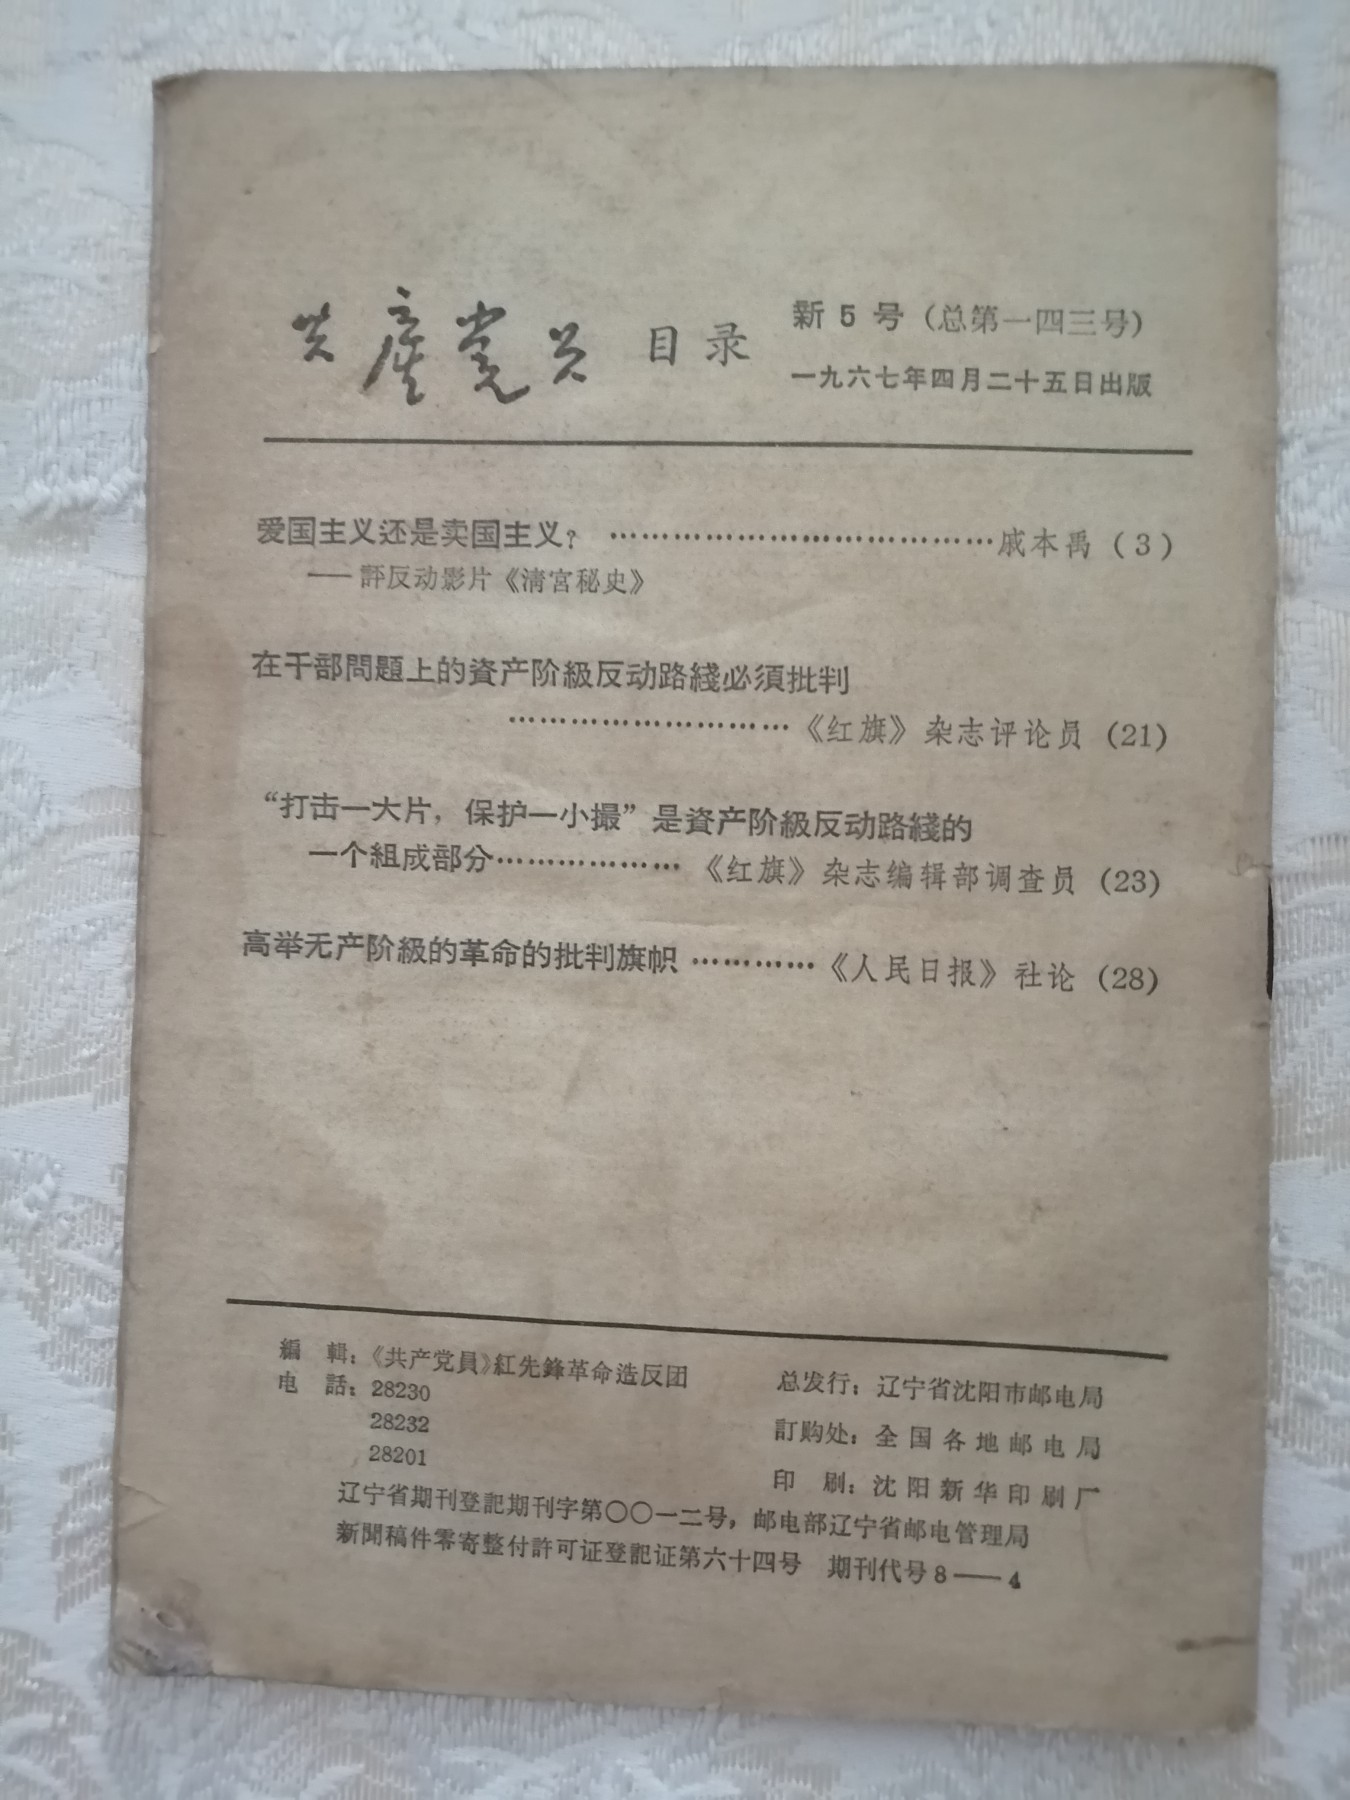 共產党员 目录
新5号（总第一四三号）
一九六七年四月二十五日出版
爱国主义还是卖国主义？…………………………………戚本禹（3）
——評反动影片《清宫秘史》
在干部問題上的資产阶級反动路綫必須批判
………………………《红旗》杂志评论员（21）
“打击一大片，保护一小撮”是資产阶級反动路綫的
一个組成部分………………《红旗》杂志编辑部调查员（23）
高举无产阶級的革命的批判旗帜…………《人民日报》社论（28）
編　輯：《共产党員》紅先鋒革命造反团
电　話：28230
28232
28201
总发行：辽宁省沈阳市邮电局
訂购处：全国各地邮电局
印　刷：沈阳新华印刷厂
辽宁省期刊登記期刊字第〇〇一二号，邮电部辽宁省邮电管理局
新聞稿件零寄整付許可证登記证第六十四号　期刊代号8——4